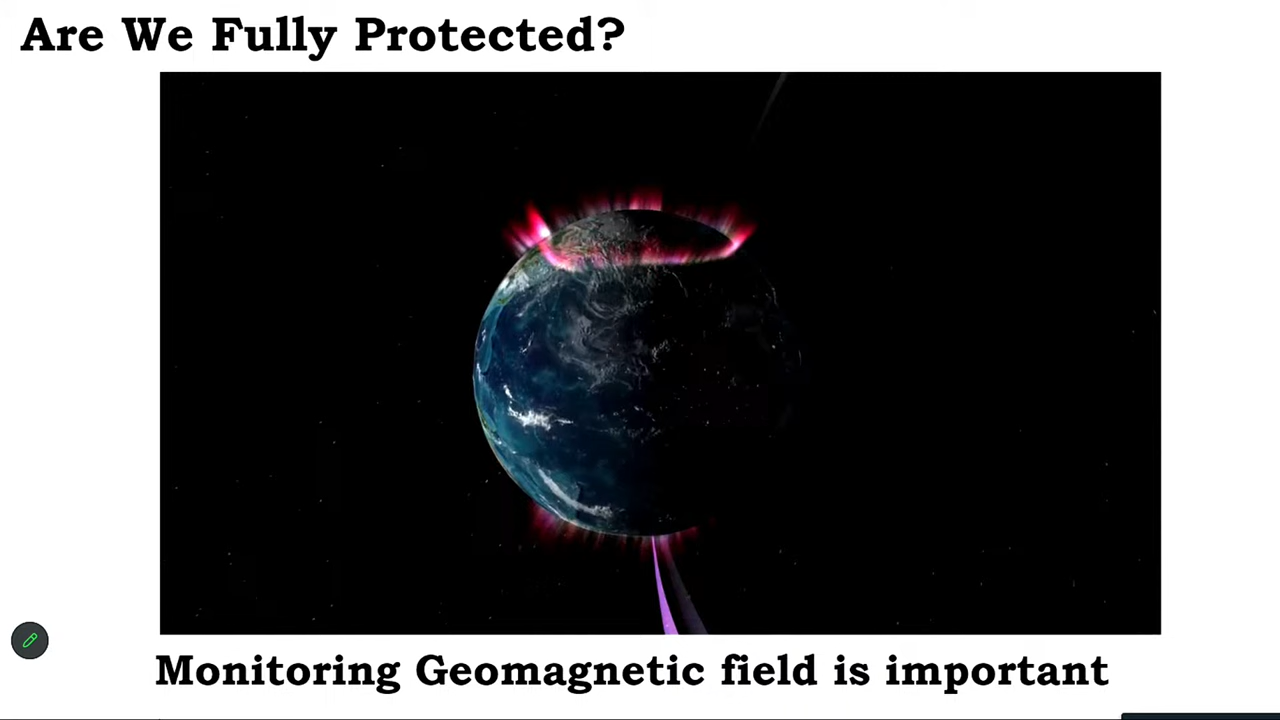 Are We Fully Protected?
Monitoring Geomagnetic field is important